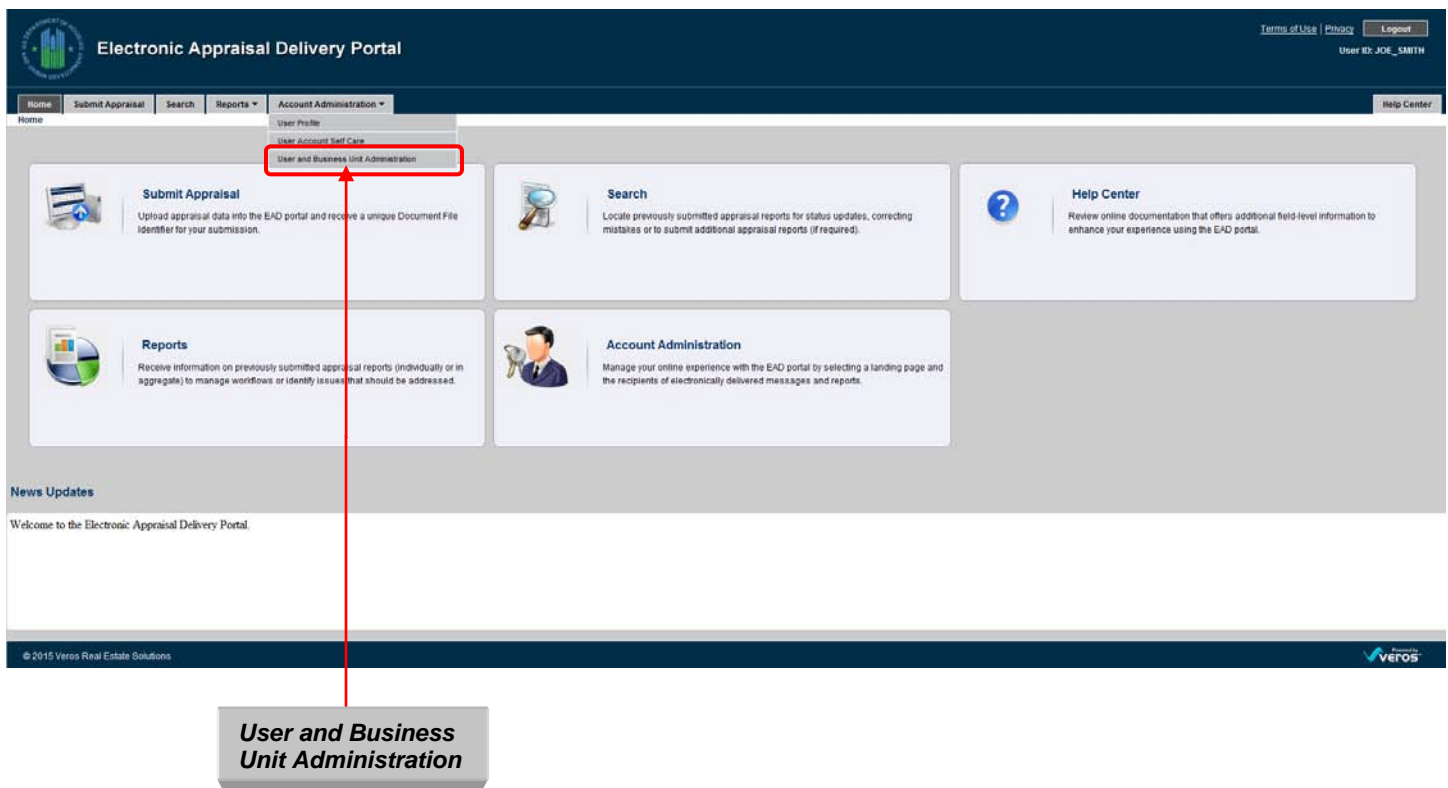 Terms of Use | Privacy Logout
Electronic Appraisal Delivery Portal
User ID: JOE_SMITH
Home Submit Appraisal Search Reports Account Administration Help Center
Home
User Profile
User Account Self Care
User and Business Unit Administration
Submit Appraisal
Upload appraisal data into the EAD portal and receive a unique Document File
Identifier for your submission.
Search
Locate previously submitted appraisal reports for status updates, correcting
mistakes or to submit additional appraisal reports (if required).
Help Center
Review online documentation that offers additional field-level information to
enhance your experience using the EAD portal.
Reports
Receive information on previously submitted appraisal reports (individually or in
aggregate) to manage workflows or identify issues that should be addressed.
Account Administration
Manage your online experience with the EAD portal by selecting a landing page and
the recipients of electronically delivered messages and reports.
News Updates
Welcome to the Electronic Appraisal Delivery Portal.
© 2015 Veros Real Estate Solutions
Powered by
veros
User and Business
Unit Administration